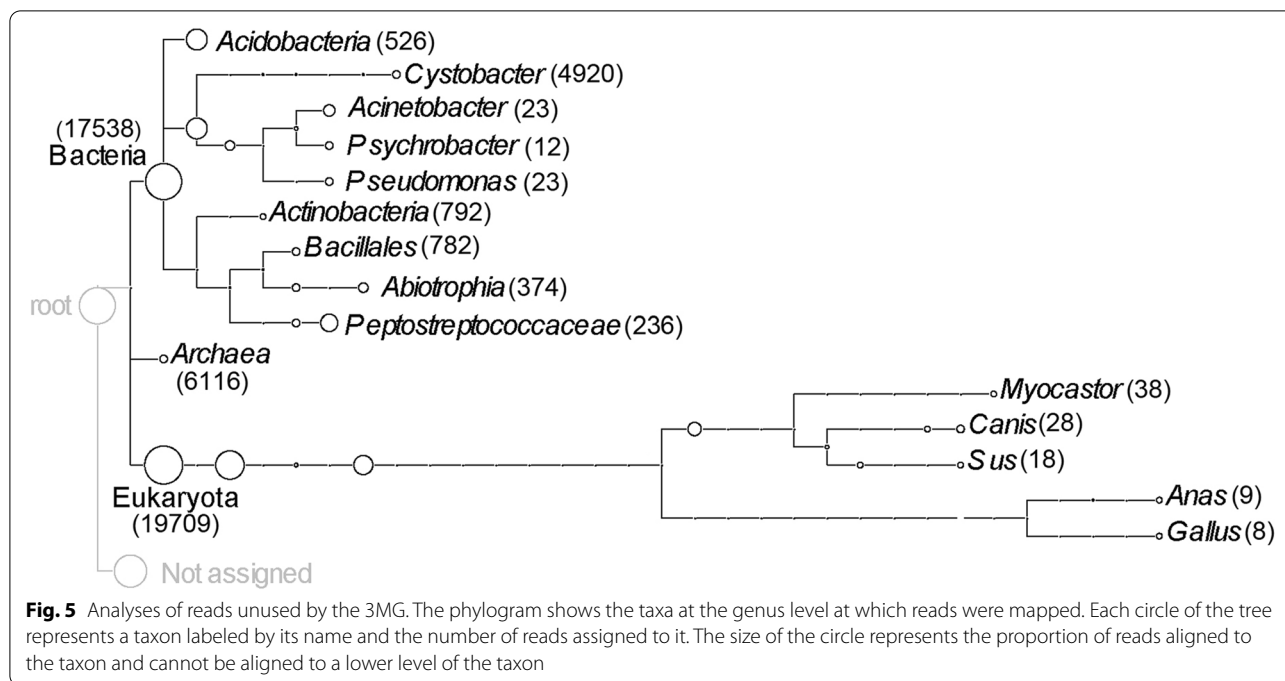 Acidobacteria (526)
Cystobacter (4920)
Acinetobacter (23)
(17538)
Bacteria
Psychrobacter (12)
Pseudomonas (23)
Actinobacteria (792)
Bacillales (782)
Abiotrophia (374)
root
Peptostreptococcaceae (236)
Archaea
(6116)
Myocastor (38)
Canis (28)
Sus (18)
Eukaryota
(19709)
Anas (9)
Gallus (8)
Not assigned
Fig. 5 Analyses of reads unused by the 3MG. The phylogram shows the taxa at the genus level at which reads were mapped. Each circle of the tree
represents a taxon labeled by its name and the number of reads assigned to it. The size of the circle represents the proportion of reads aligned to
the taxon and cannot be aligned to a lower level of the taxon